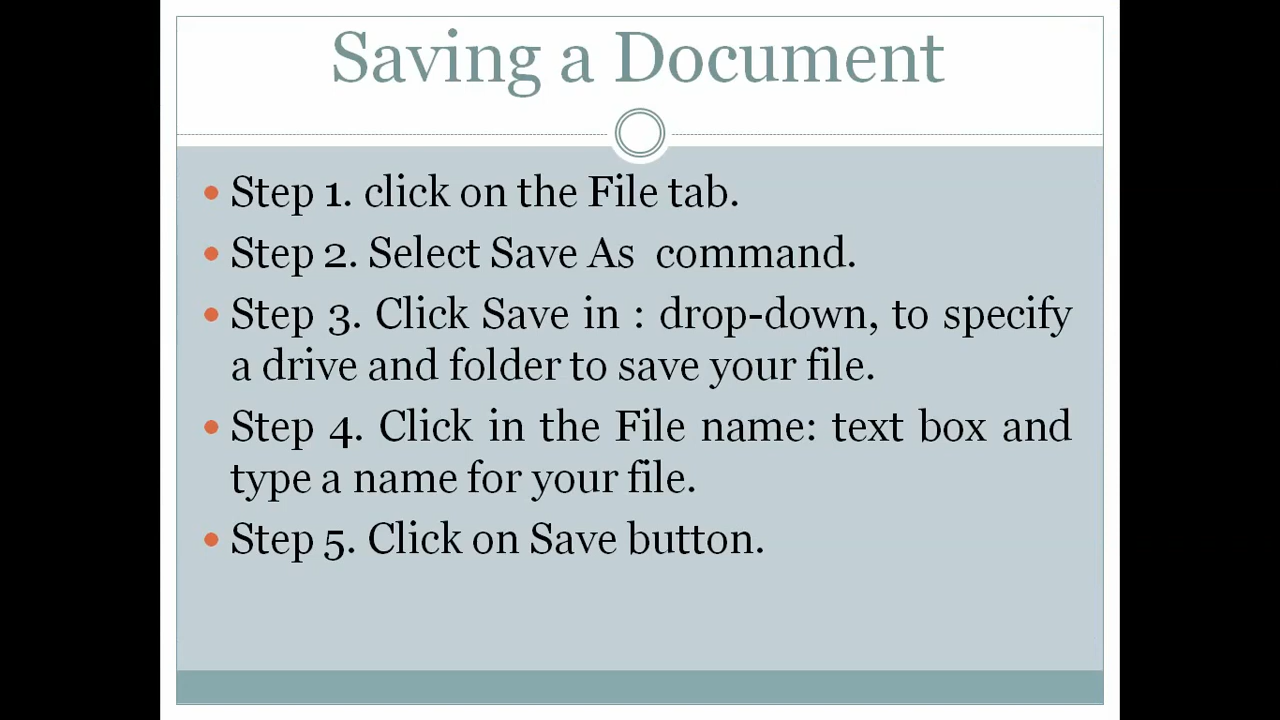 Saving a Document
• Step 1. click on the File tab.
• Step 2. Select Save As  command.
• Step 3. Click Save in : drop-down, to specify
a drive and folder to save your file.
• Step 4. Click in the File name: text box and
type a name for your file.
• Step 5. Click on Save button.